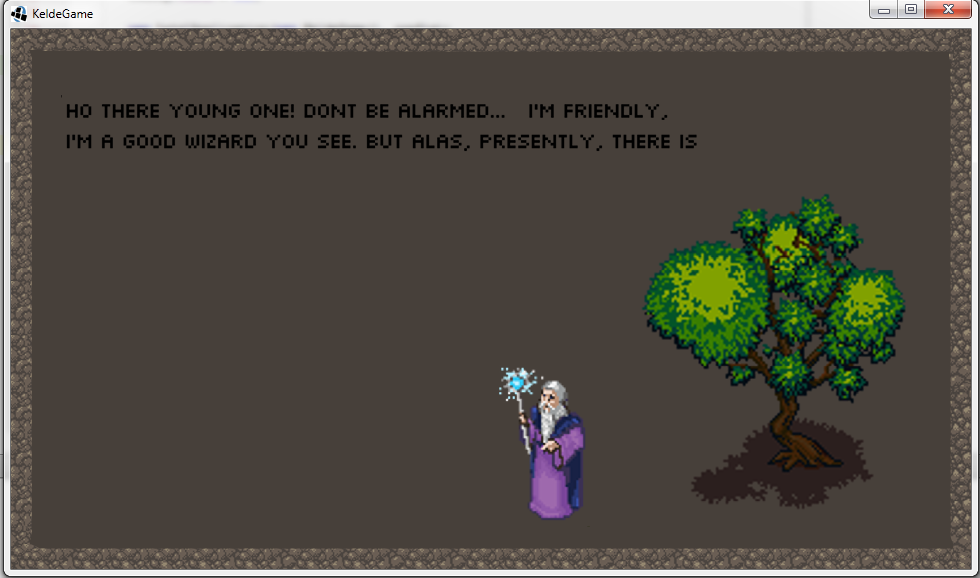 KeldeGame
HO THERE YOUNG ONE! DONT BE ALARMED... I'M FRIENDLY,
I'M A GOOD WIZARD YOU SEE. BUT ALAS, PRESENTLY, THERE IS